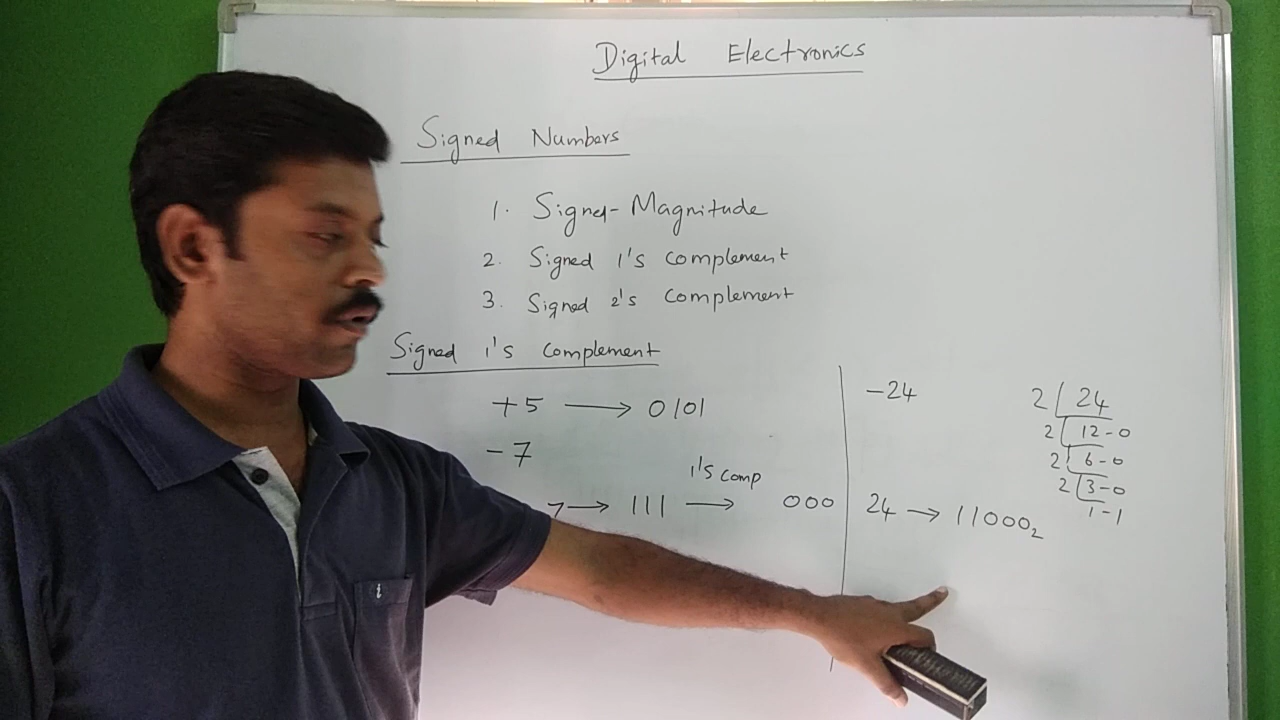 Digital Electronics
Signed Numbers
1. Signed-Magnitude
2. Signed 1's complement
3. Signed 2's Complement
Signed 1's Complement
+5 → 0101
-7
7 → 111 1's comp → 000
-24
24 → 11000₂
2 24
2 12-0
2 6-0
2 3-0
1-1
i